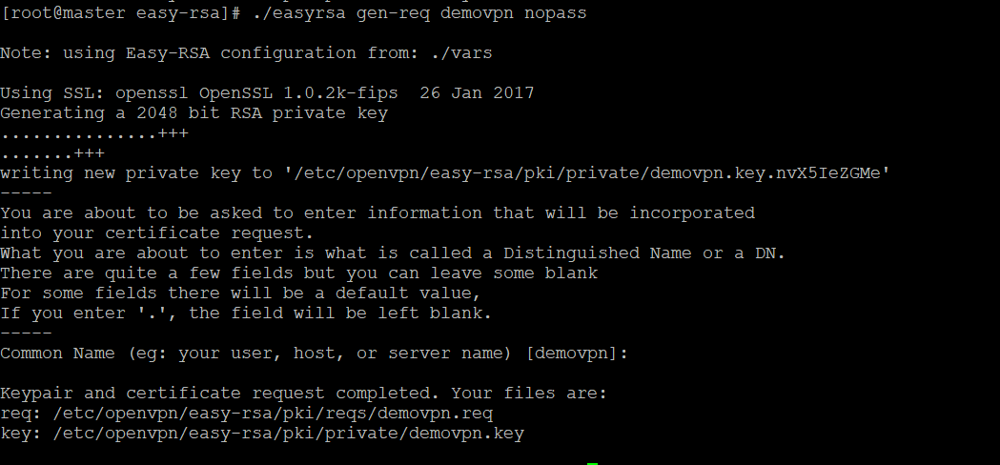 [root@master easy-rsa]# ./easyrsa gen-req demovpn nopass
Note: using Easy-RSA configuration from: ./vars
Using SSL: openssl OpenSSL 1.0.2k-fips  26 Jan 2017
Generating a 2048 bit RSA private key
...............+++
.......+++
writing new private key to '/etc/openvpn/easy-rsa/pki/private/demovpn.key.nvX5IeZGMe'
-----
You are about to be asked to enter information that will be incorporated
into your certificate request.
What you are about to enter is what is called a Distinguished Name or a DN.
There are quite a few fields but you can leave some blank
For some fields there will be a default value,
If you enter '.', the field will be left blank.
-----
Common Name (eg: your user, host, or server name) [demovpn]:
Keypair and certificate request completed. Your files are:
req: /etc/openvpn/easy-rsa/pki/reqs/demovpn.req
key: /etc/openvpn/easy-rsa/pki/private/demovpn.key